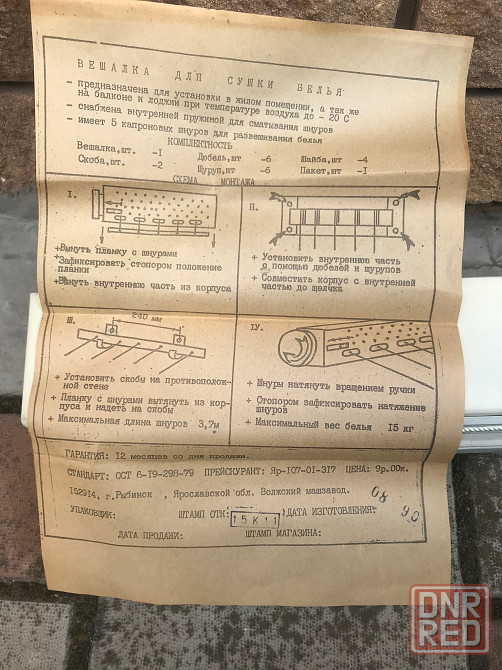 ВЕШАЛКА ДЛЯ СУШКИ БЕЛЬЯ
- предназначена для установки в жилом помещении, а так же
на балконе и лоджии при температуре воздуха до - 20 С
- снабжена внутренней пружиной для сматывания шнуров
- имеет 5 капроновых шнуров для развешивания белья
КОМПЛЕКТНОСТЬ
Вешалка,шт. -I Дюбель,шт -6 Шайба,шт -4
Скоба,шт. -2 Шуруп,шт -6 Пакет,шт -I
СХЕМА МОНТАЖА
I.
+Вынуть планку с шнурами
+Зафиксировать стопором положение
планки
+Вынуть внутреннюю часть из корпуса
П.
+ Установить внутреннюю часть
с помощью дюбелей и шурупов
+ Совместить корпус с внутренней
частью до щелчка
Ш.
240 мм
+ Установить скобы на противополож-
ной стене
+ Планку с шнурами вытянуть из кор-
пуса и надеть на скобы
+ Максимальная длина шнуров 3,7м
IУ.
+ Шнуры натянуть вращением ручки
+ Стопором зафиксировать натяжение
шнуров
+ Максимальный вес белья 15 кг
ГАРАНТИЯ: 12 месяцев со дня продажи.
СТАНДАРТ: ОСТ 6-19-298-79 ПРЕЙСКУРАНТ: Яр-107-01-317 ЦЕНА: 9р.00к.
152914, г.Рыбинск , Ярославской обл. Волжский машзавод.
УПАКОВЩИК: ШТАМП ОТК: 15 К 11 ДАТА ИЗГОТОВЛЕНИЯ: 08 90
ДАТА ПРОДАЖИ: ШТАМП МАГАЗИНА:
DNR
RED